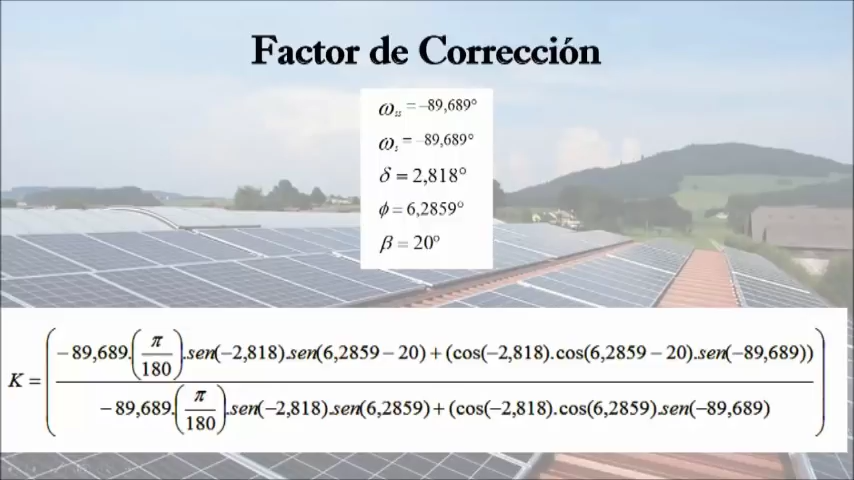 Factor de Corrección
ω_ss = −89,689°
ω_s = −89,689°
δ = 2,818°
ϕ = 6,2859°
β = 20°
K = ( −89,689.(π/180).sen(−2,818).sen(6,2859 − 20) + (cos(−2,818).cos(6,2859 − 20).sen(−89,689))
−89,689.(π/180).sen(−2,818).sen(6,2859) + (cos(−2,818).cos(6,2859).sen(−89,689) )